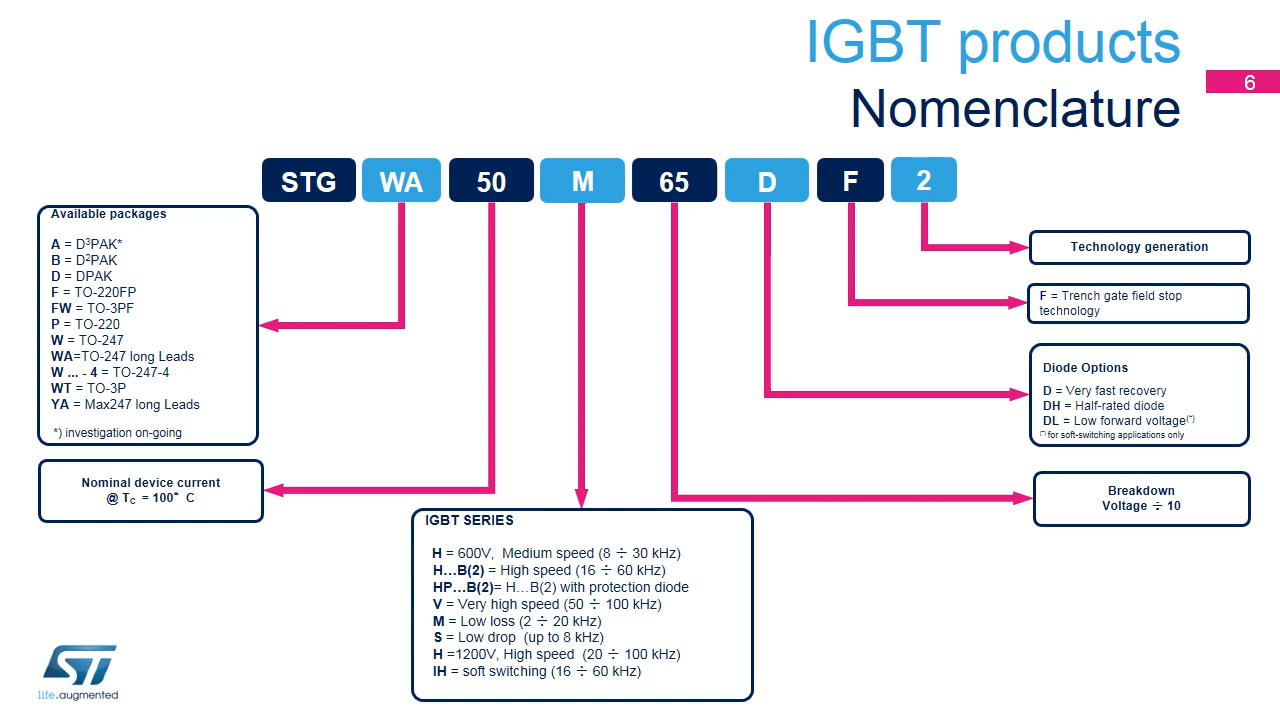 IGBT products
Nomenclature
6
STG WA 50 M 65 D F 2
Available packages
A = D³PAK*
B = D²PAK
D = DPAK
F = TO-220FP
FW = TO-3PF
P = TO-220
W = TO-247
WA=TO-247 long Leads
W ... - 4 = TO-247-4
WT = TO-3P
YA = Max247 long Leads
*) investigation on-going
Nominal device current
@ TC = 100° C
IGBT SERIES
H = 600V, Medium speed (8 ÷ 30 kHz)
H…B(2) = High speed (16 ÷ 60 kHz)
HP…B(2)= H…B(2) with protection diode
V = Very high speed (50 ÷ 100 kHz)
M = Low loss (2 ÷ 20 kHz)
S = Low drop (up to 8 kHz)
H =1200V, High speed (20 ÷ 100 kHz)
IH = soft switching (16 ÷ 60 kHz)
Technology generation
F = Trench gate field stop
technology
Diode Options
D = Very fast recovery
DH = Half-rated diode
DL = Low forward voltage(*)
(*) for soft-switching applications only
Breakdown
Voltage ÷ 10
ST
life.augmented